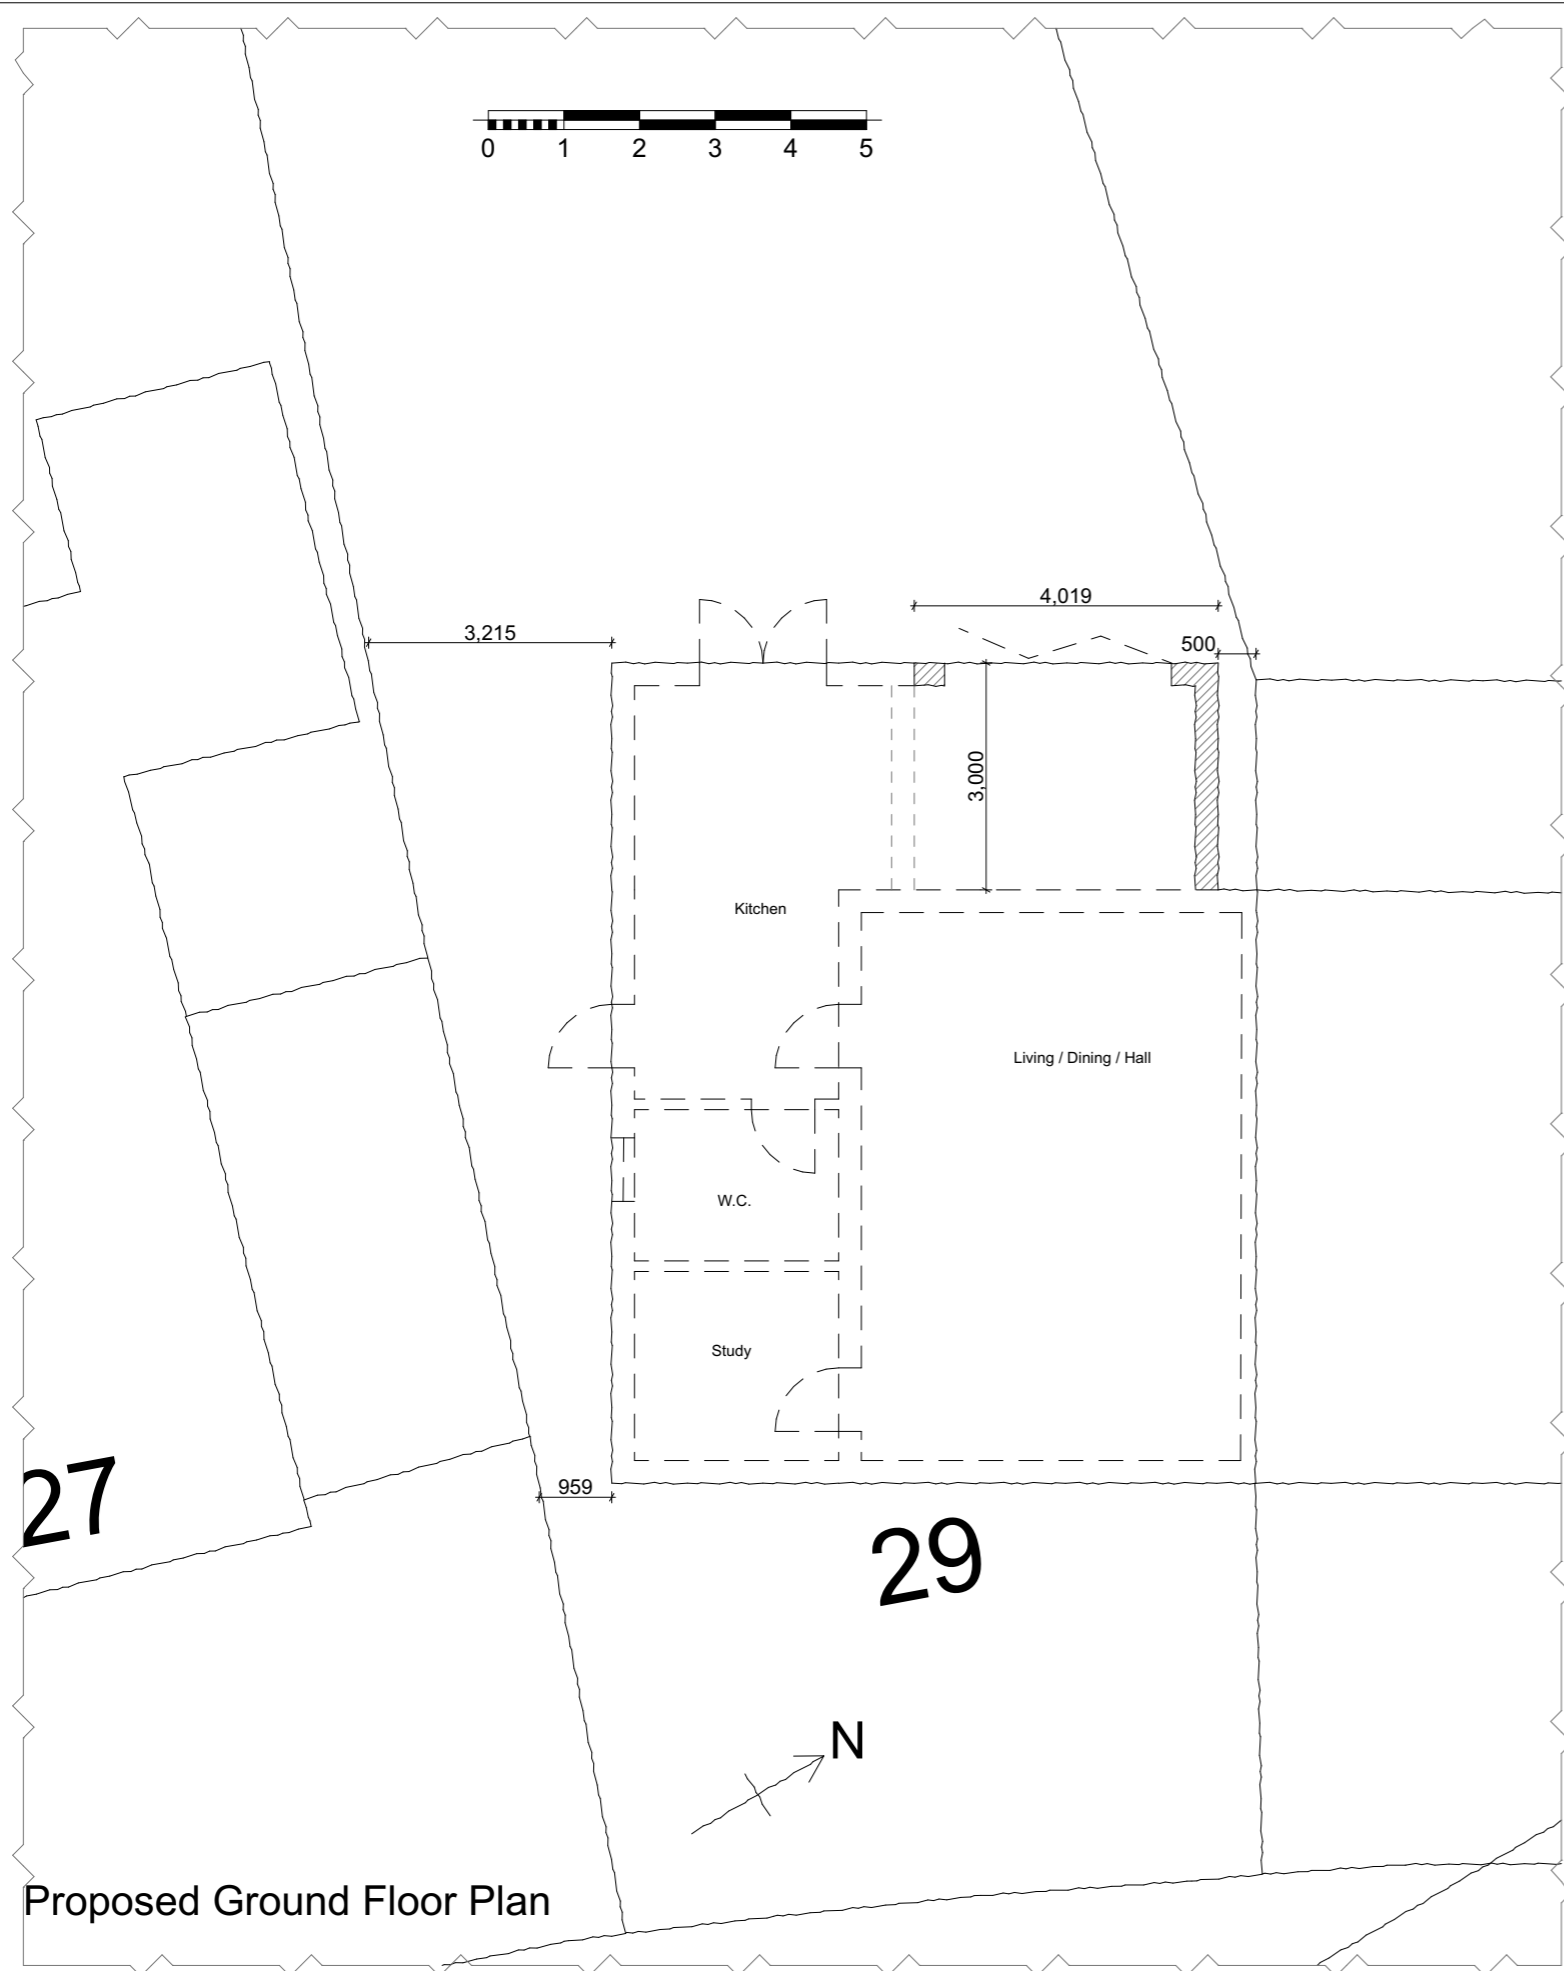 0 1 2 3 4 5
4,019
3,215
500
3,000
Kitchen
Living / Dining / Hall
W.C.
Study
27
959
29
N
Proposed Ground Floor Plan